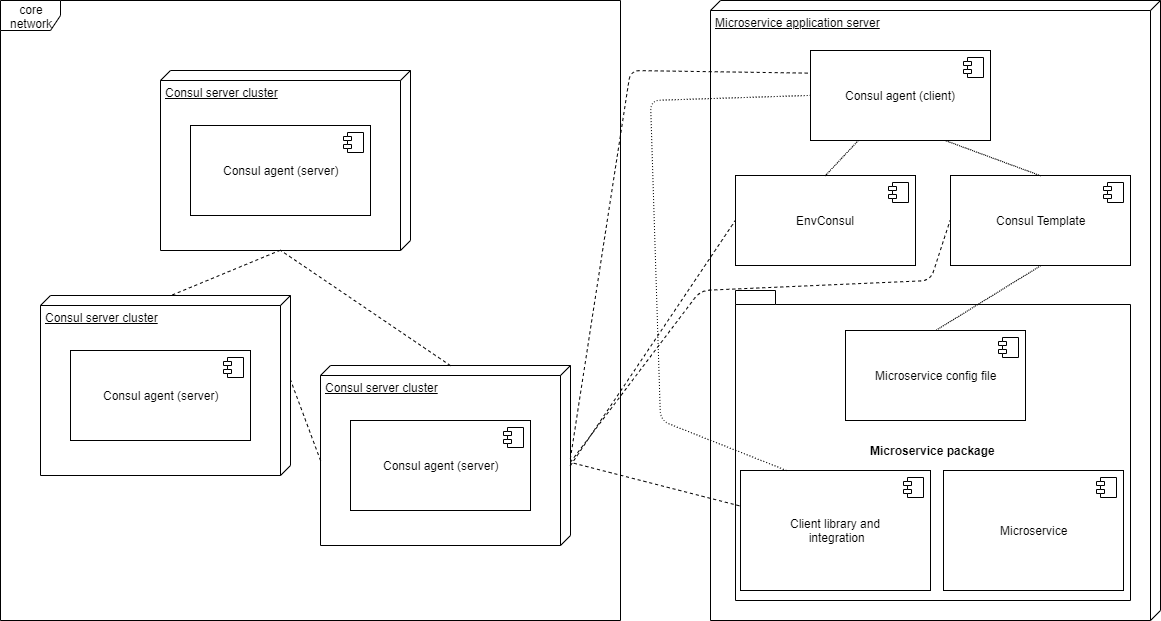 core
network
Consul server cluster
Consul agent (server)
Consul server cluster
Consul agent (server)
Consul server cluster
Consul agent (server)
Microservice application server
Consul agent (client)
EnvConsul
Consul Template
Microservice config file
Microservice package
Client library and
integration
Microservice